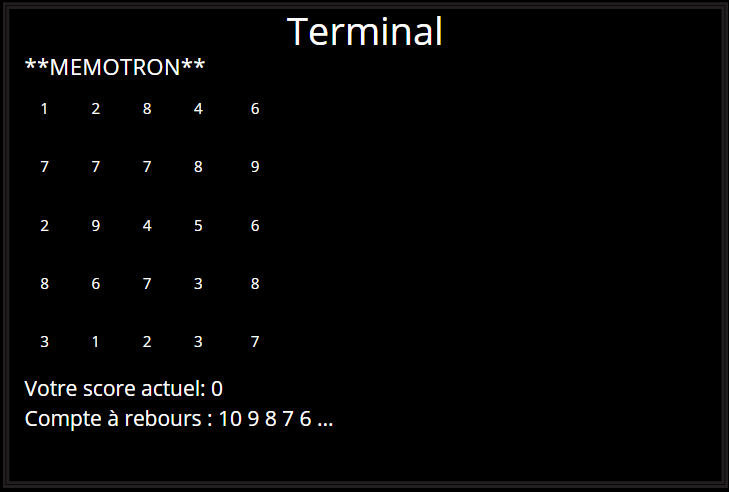 Terminal
**MEMOTRON**
1 2 8 4 6
7 7 7 8 9
2 9 4 5 6
8 6 7 3 8
3 1 2 3 7
Votre score actuel: 0
Compte à rebours : 10 9 8 7 6 ...